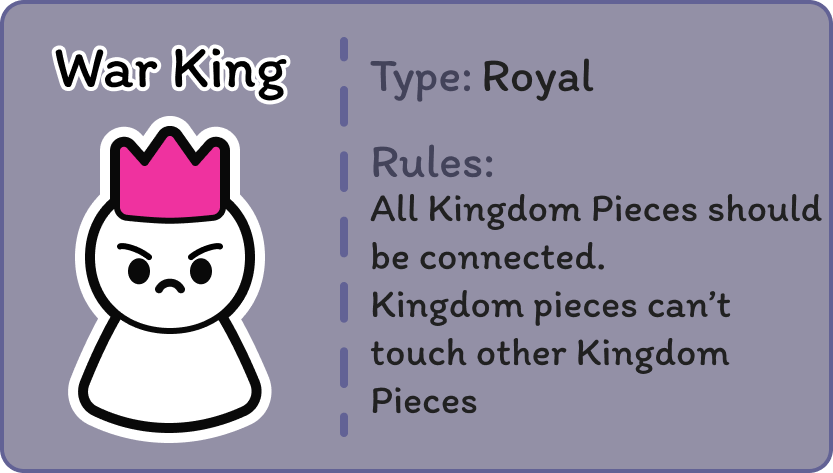 War King
Type: Royal
Rules:
All Kingdom Pieces should
be connected.
Kingdom pieces can’t
touch other Kingdom
Pieces